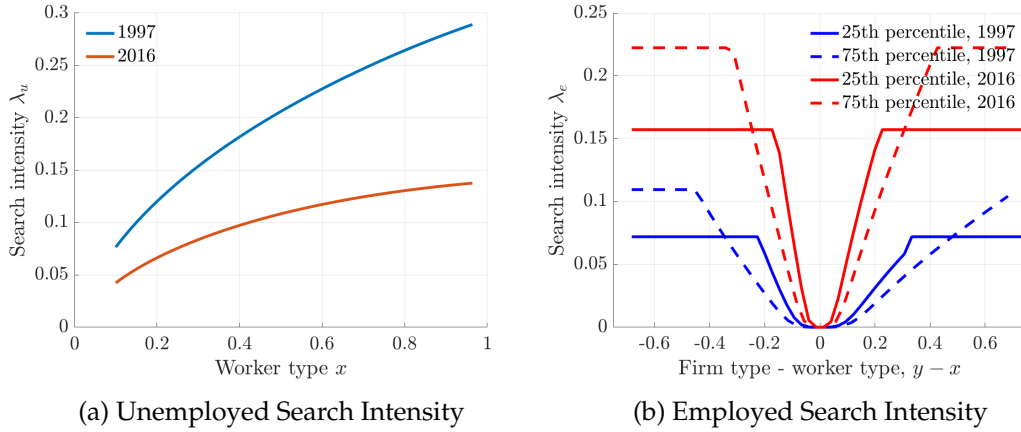 0.3
0.25
0.2
0.15
0.1
0.05
0
Search intensity λ_u
1997
2016
0 0.2 0.4 0.6 0.8 1
Worker type x
(a) Unemployed Search Intensity
0.25
0.2
0.15
0.1
0.05
0
Search intensity λ_e
25th percentile, 1997
75th percentile, 1997
25th percentile, 2016
75th percentile, 2016
-0.6 -0.4 -0.2 0 0.2 0.4 0.6
Firm type - worker type, y − x
(b) Employed Search Intensity